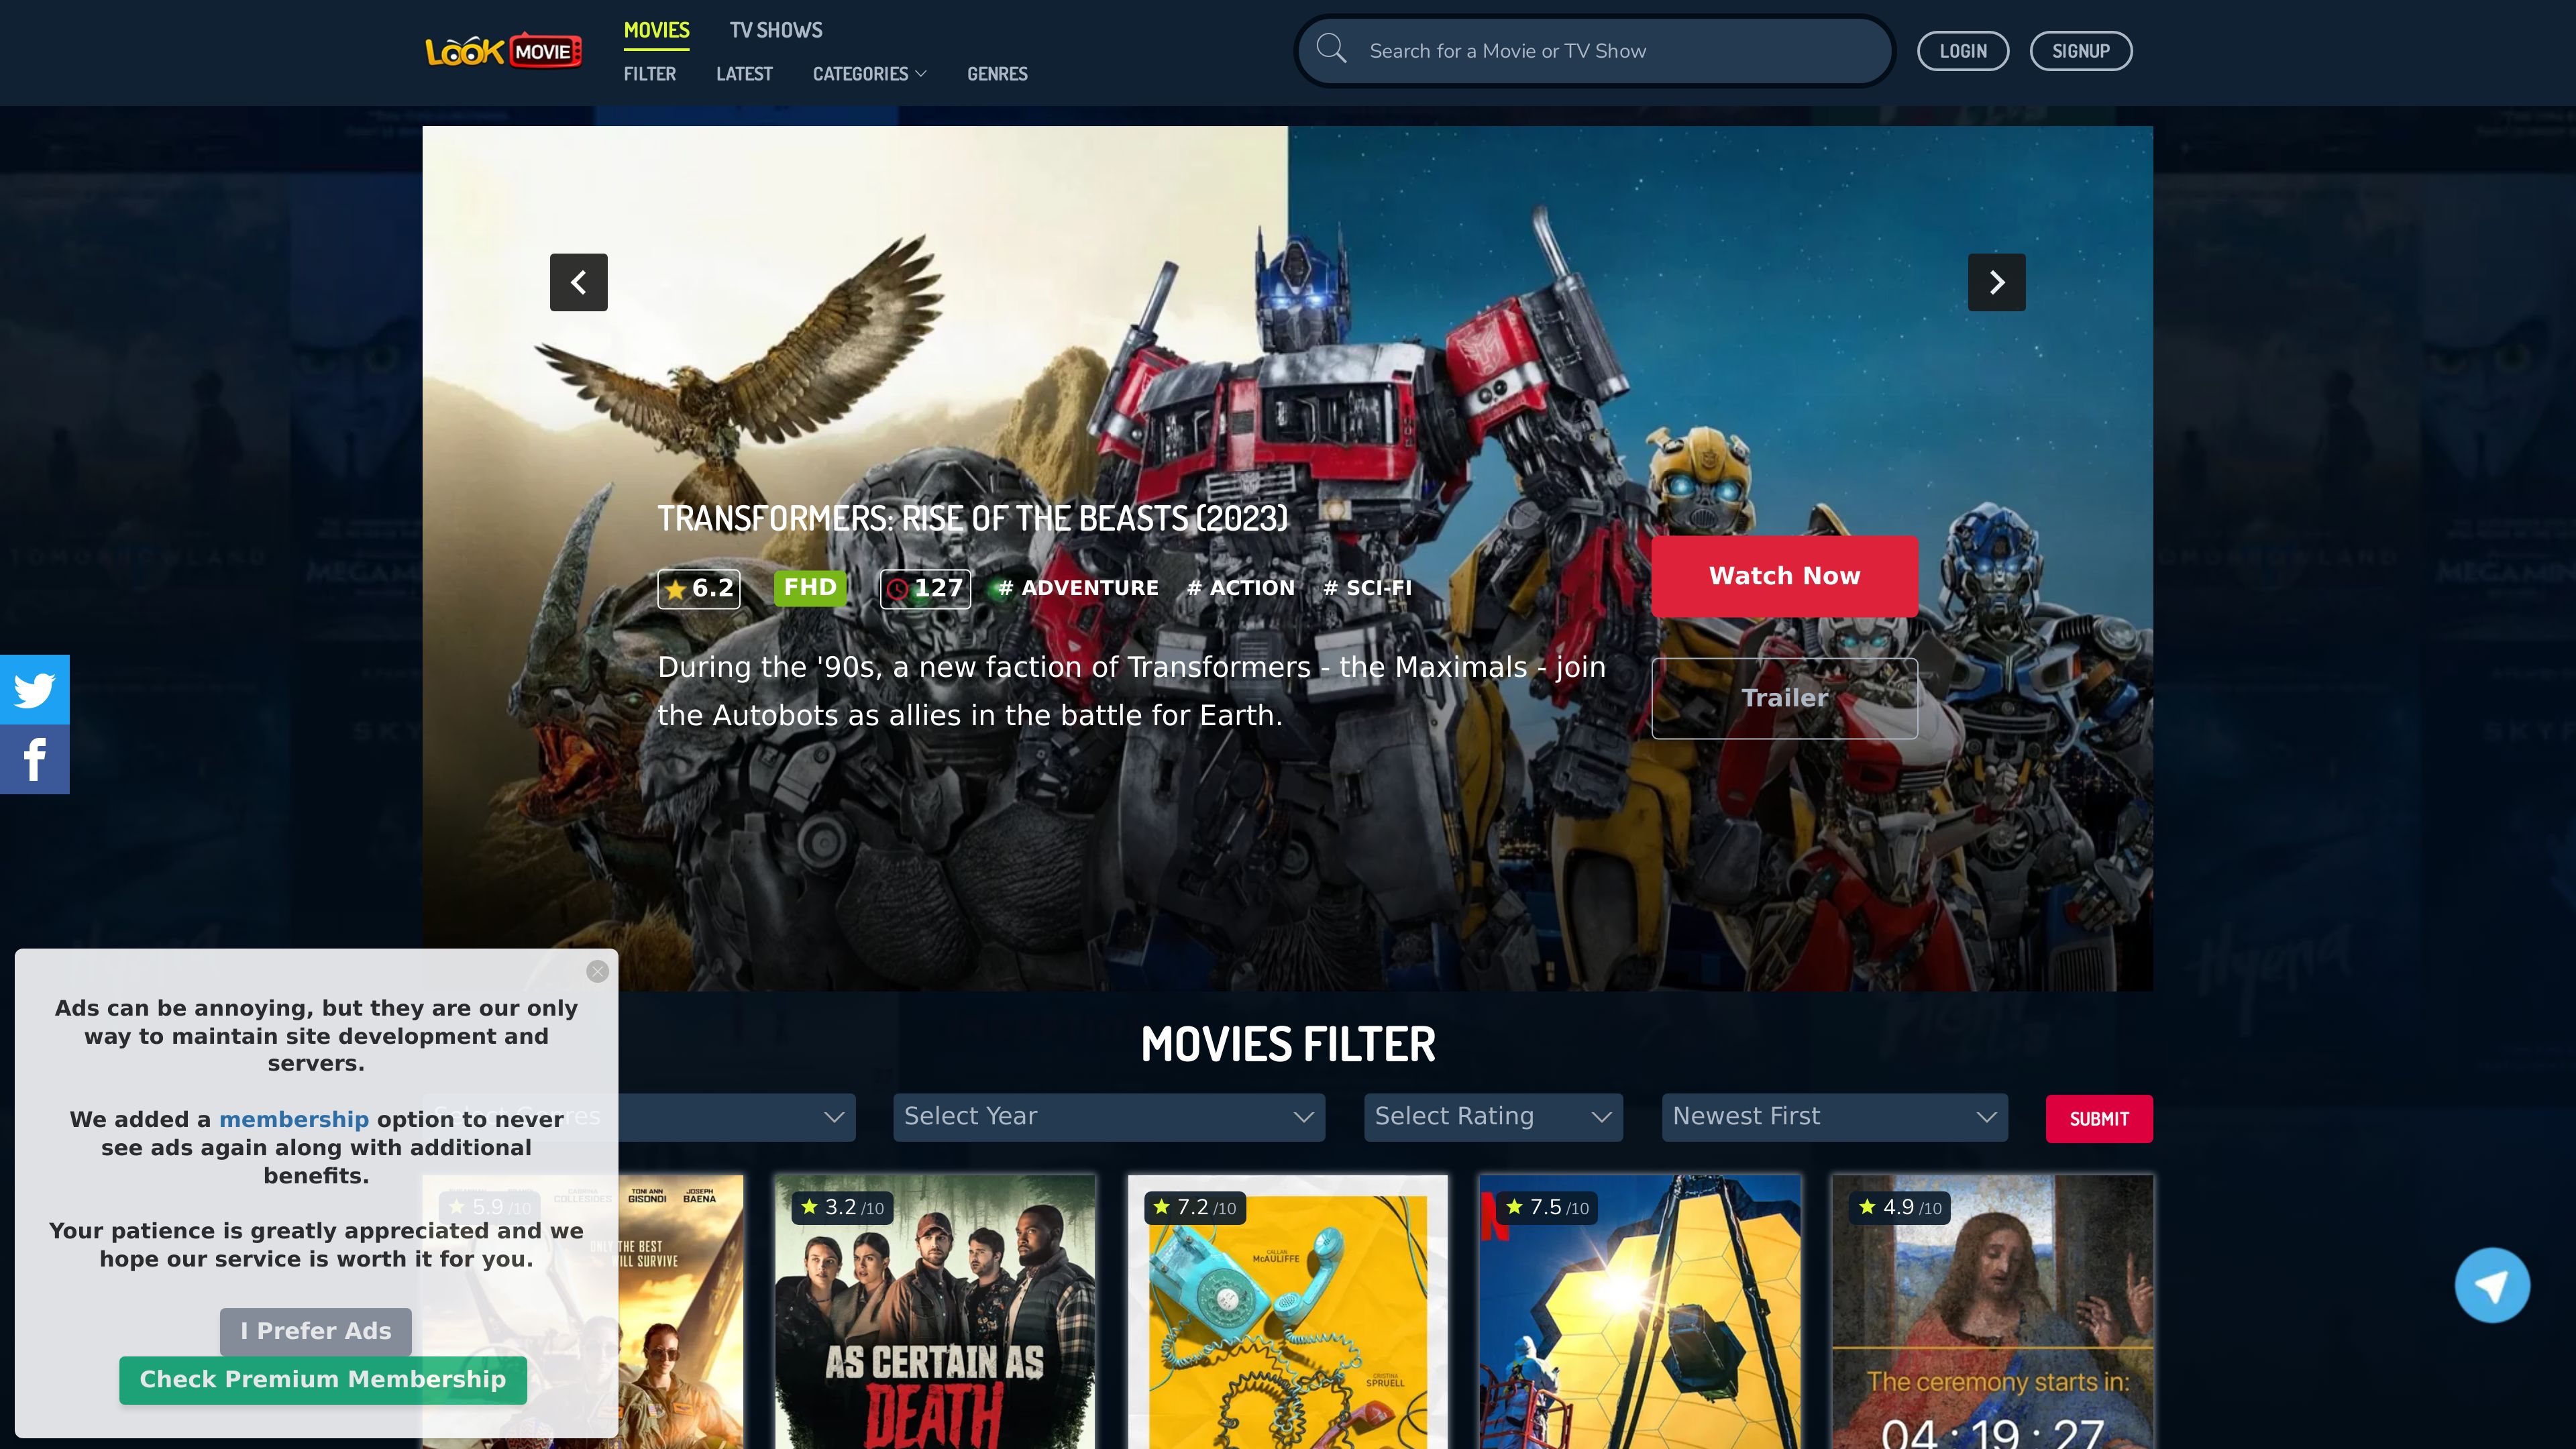 LOOK MOVIE
MOVIES TV SHOWS
FILTER LATEST CATEGORIES GENRES
Search for a Movie or TV Show
LOGIN
SIGNUP
TRANSFORMERS: RISE OF THE BEASTS (2023)
6.2 FHD 127 # ADVENTURE # ACTION # SCI-FI
During the '90s, a new faction of Transformers - the Maximals - join
the Autobots as allies in the battle for Earth.
Watch Now
Trailer
Ads can be annoying, but they are our only
way to maintain site development and
servers.
We added a membership option to never
see ads again along with additional
benefits.
Your patience is greatly appreciated and we
hope our service is worth it for you.
I Prefer Ads
Check Premium Membership
MOVIES FILTER
Select Genres
Select Year
Select Rating
Newest First
SUBMIT
5.9 /10
TONI ANN
GISONDI
JOSEPH
BAENA
ONLY THE BEST
WILL SURVIVE
3.2 /10
AS CERTAIN AS
DEATH
7.2 /10
CALLAN
McAULIFFE
CRISTINA
SPRUELL
7.5 /10
N
4.9 /10
The ceremony starts in:
04 : 19 : 27